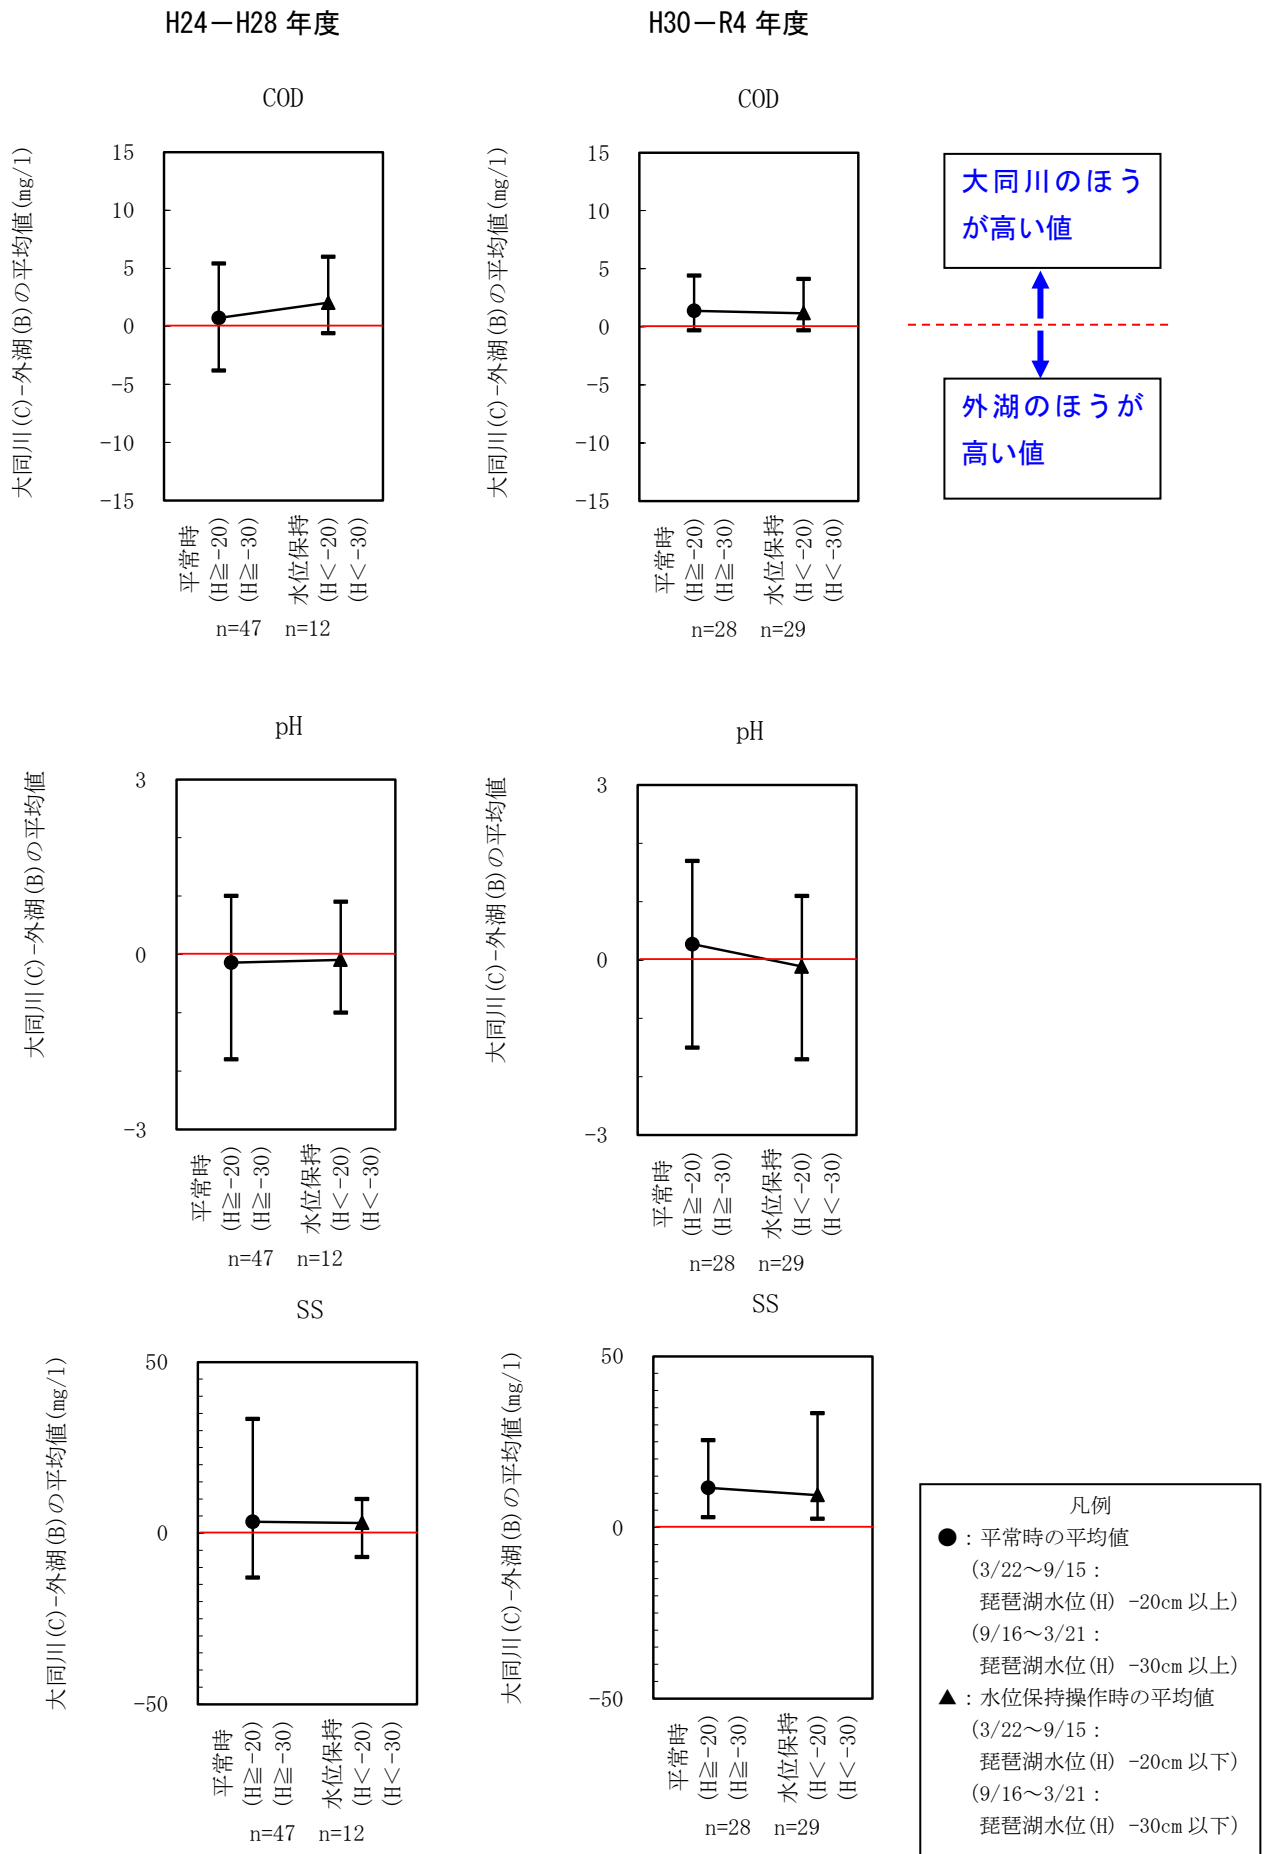 H24－H28 年度
H30－R4 年度
COD
大同川(C)-外湖(B)の平均値(mg/l)
15
10
5
0
-5
-10
-15
平常時
(H≧-20)
(H≧-30)
水位保持
(H＜-20)
(H＜-30)
n=47
n=12
COD
大同川(C)-外湖(B)の平均値(mg/l)
15
10
5
0
-5
-10
-15
平常時
(H≧-20)
(H≧-30)
水位保持
(H＜-20)
(H＜-30)
n=28
n=29
大同川のほう
が高い値
外湖のほうが
高い値
pH
大同川(C)-外湖(B)の平均値
3
0
-3
平常時
(H≧-20)
(H≧-30)
水位保持
(H＜-20)
(H＜-30)
n=47
n=12
pH
大同川(C)-外湖(B)の平均値
3
0
-3
平常時
(H≧-20)
(H≧-30)
水位保持
(H＜-20)
(H＜-30)
n=28
n=29
SS
大同川(C)-外湖(B)の平均値(mg/l)
50
0
-50
平常時
(H≧-20)
(H≧-30)
水位保持
(H＜-20)
(H＜-30)
n=47
n=12
SS
大同川(C)-外湖(B)の平均値(mg/l)
50
0
-50
平常時
(H≧-20)
(H≧-30)
水位保持
(H＜-20)
(H＜-30)
n=28
n=29
凡例
●：平常時の平均値
(3/22～9/15：
琵琶湖水位(H) -20cm 以上)
(9/16～3/21：
琵琶湖水位(H) -30cm 以上)
▲：水位保持操作時の平均値
(3/22～9/15：
琵琶湖水位(H) -20cm 以下)
(9/16～3/21：
琵琶湖水位(H) -30cm 以下)